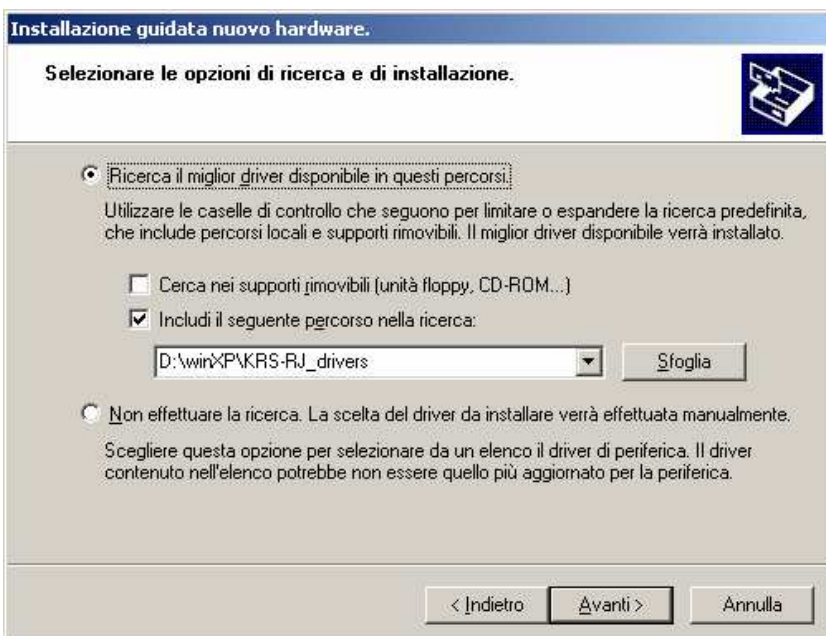 Installazione guidata nuovo hardware.
Selezionare le opzioni di ricerca e di installazione.
Ricerca il miglior driver disponibile in questi percorsi.
Utilizzare le caselle di controllo che seguono per limitare o espandere la ricerca predefinita,
che include percorsi locali e supporti rimovibili. Il miglior driver disponibile verrà installato.
Cerca nei supporti rimovibili (unità floppy, CD-ROM...)
Includi il seguente percorso nella ricerca:
D:\winXP\KRS-RJ_drivers
Sfoglia
Non effettuare la ricerca. La scelta del driver da installare verrà effettuata manualmente.
Scegliere questa opzione per selezionare da un elenco il driver di periferica. Il driver
contenuto nell'elenco potrebbe non essere quello più aggiornato per la periferica.
< Indietro
Avanti >
Annulla